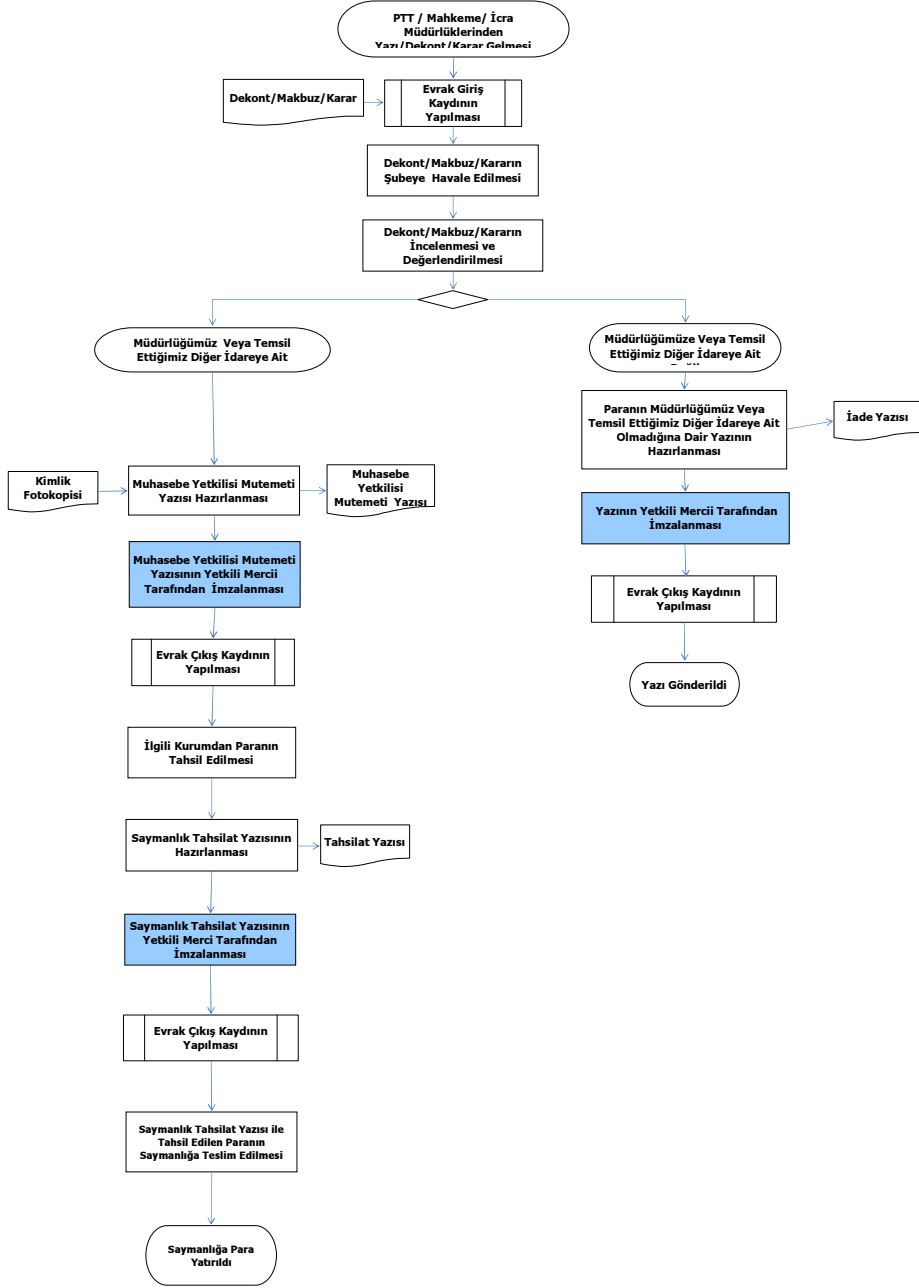 PTT / Mahkeme/ İcra
Müdürlüklerinden
Yazı/Dekont/Karar Gelmesi
Dekont/Makbuz/Karar
Evrak Giriş
Kaydının
Yapılması
Dekont/Makbuz/Kararın
Şubeye Havale Edilmesi
Dekont/Makbuz/Kararın
İncelenmesi ve
Değerlendirilmesi
Müdürlüğümüz Veya Temsil
Ettiğimiz Diğer İdareye Ait
Müdürlüğümüze Veya Temsil
Ettiğimiz Diğer İdareye Ait
Paranın Müdürlüğümüz Veya
Temsil Ettiğimiz Diğer İdareye Ait
Olmadığına Dair Yazının
Hazırlanması
İade Yazısı
Kimlik
Fotokopisi
Muhasebe Yetkilisi Mutemeti
Yazısı Hazırlanması
Muhasebe
Yetkilisi
Mutemeti Yazısı
Yazının Yetkili Mercii Tarafından
İmzalanması
Muhasebe Yetkilisi Mutemeti
Yazısının Yetkili Mercii
Tarafından İmzalanması
Evrak Çıkış Kaydının
Yapılması
Evrak Çıkış Kaydının
Yapılması
Yazı Gönderildi
İlgili Kurumdan Paranın
Tahsil Edilmesi
Saymanlık Tahsilat Yazısının
Hazırlanması
Tahsilat Yazısı
Saymanlık Tahsilat Yazısının
Yetkili Merci Tarafından
İmzalanması
Evrak Çıkış Kaydının
Yapılması
Saymanlık Tahsilat Yazısı ile
Tahsil Edilen Paranın
Saymanlığa Teslim Edilmesi
Saymanlığa Para
Yatırıldı